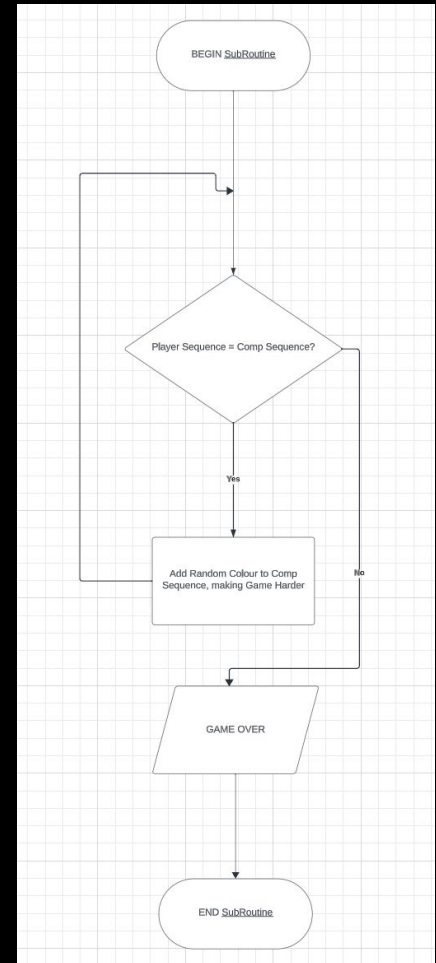 BEGIN SubRoutine
Player Sequence = Comp Sequence?
Yes
Add Random Colour to Comp
Sequence, making Game Harder
No
GAME OVER
END SubRoutine